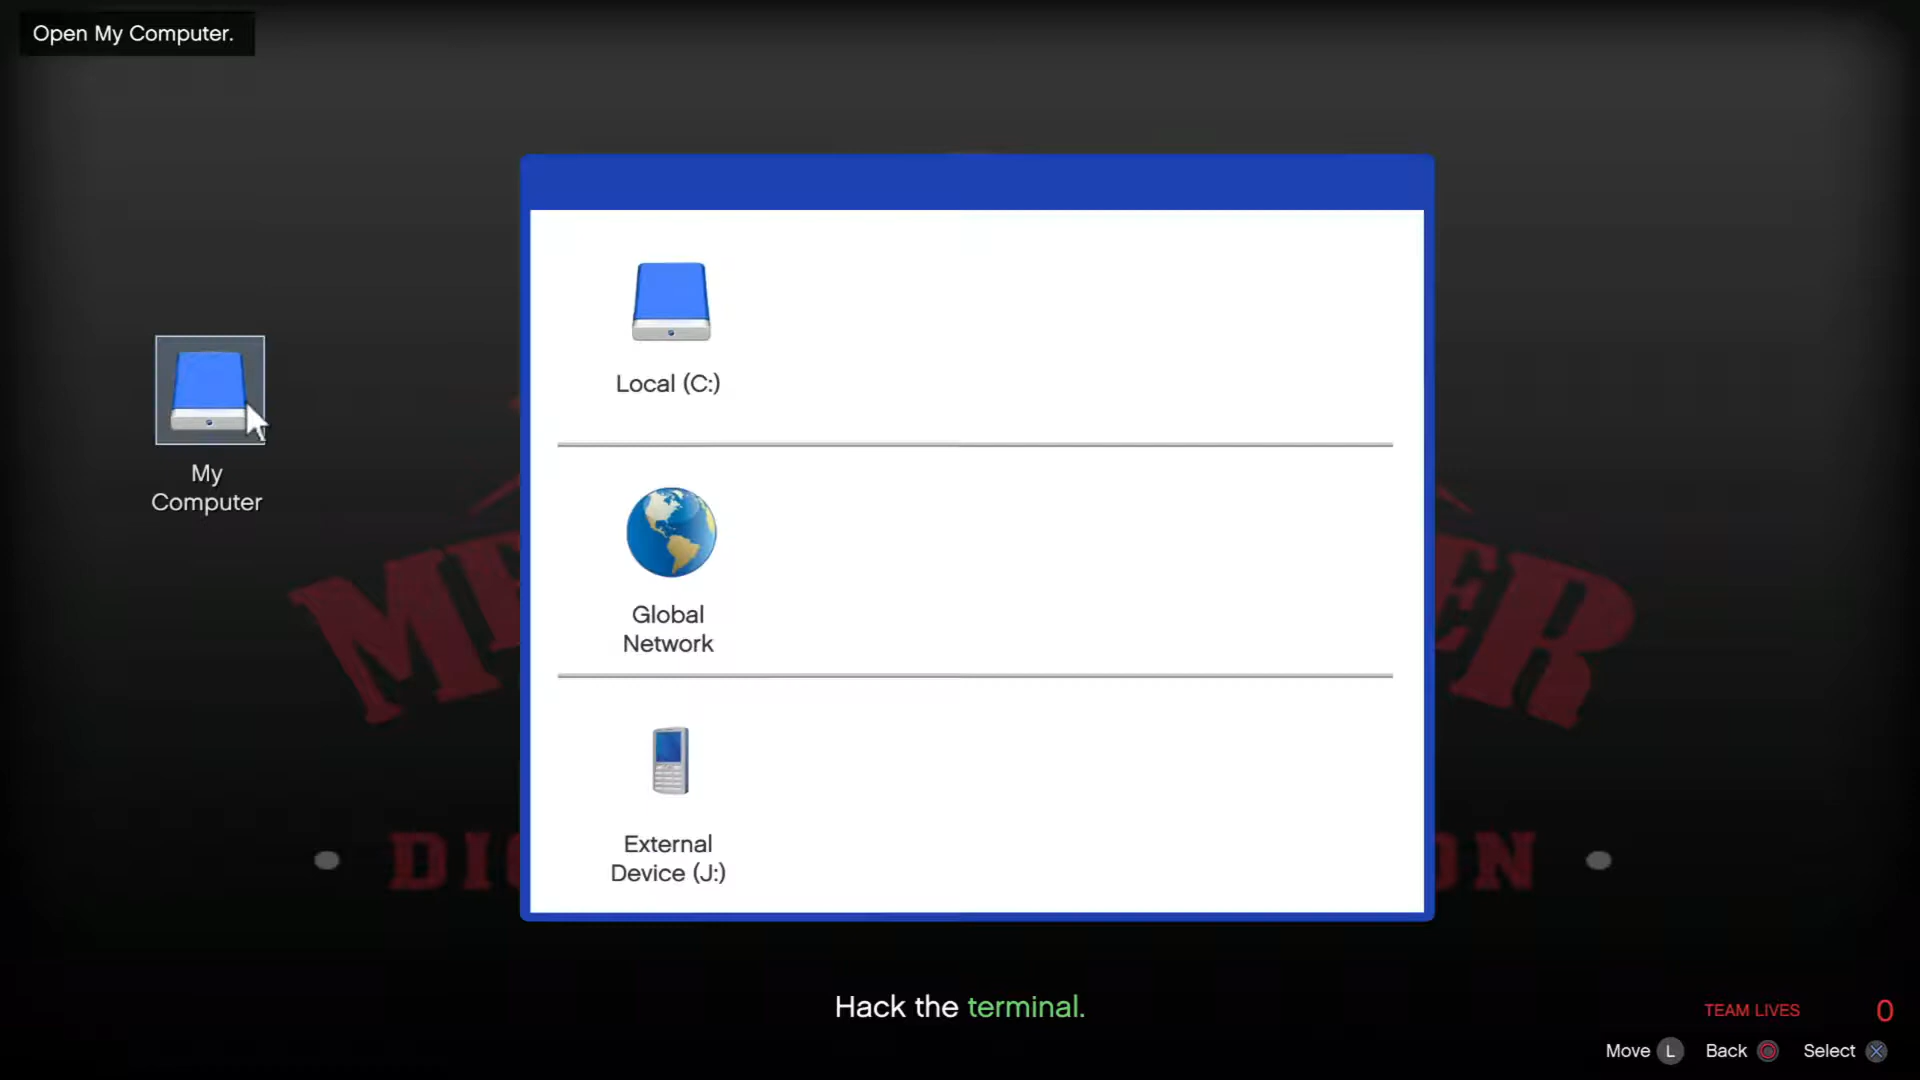 Open My Computer.
Local (C:)
My
Computer
Global
Network
External
Device (J:)
Hack the terminal.
TEAM LIVES 0
Move L Back Select